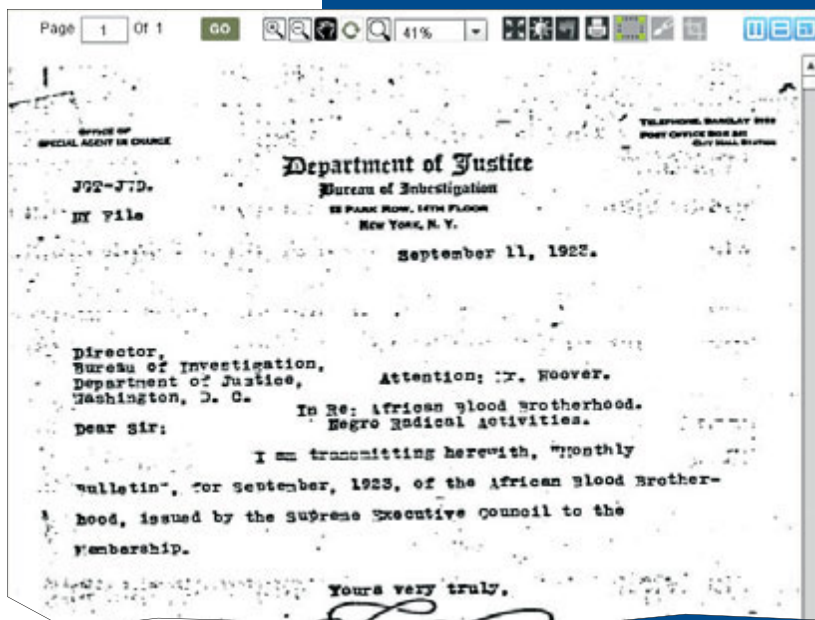 Page 1 Of 1 GO 41%
OFFICE OF
SPECIAL AGENT IN CHARGE
TELEPHONE, BARCLAY
POST OFFICE BOX 241
CITY HALL STATION
Department of Justice
Bureau of Investigation
PARK ROW, 14TH FLOOR
NEW YORK, N. Y.
NY File
September 11, 1923.
Director,
Bureau of Investigation,
Department of Justice,
Washington, D. C.
Attention: Mr. Hoover.
In Re: African Blood Brotherhood.
Negro Radical Activities.
Dear Sir:
I am transmitting herewith, "Monthly
Bulletin", for September, 1923, of the African Blood Brother-
hood, issued by the Supreme Executive Council to the
Membership.
Yours very truly,